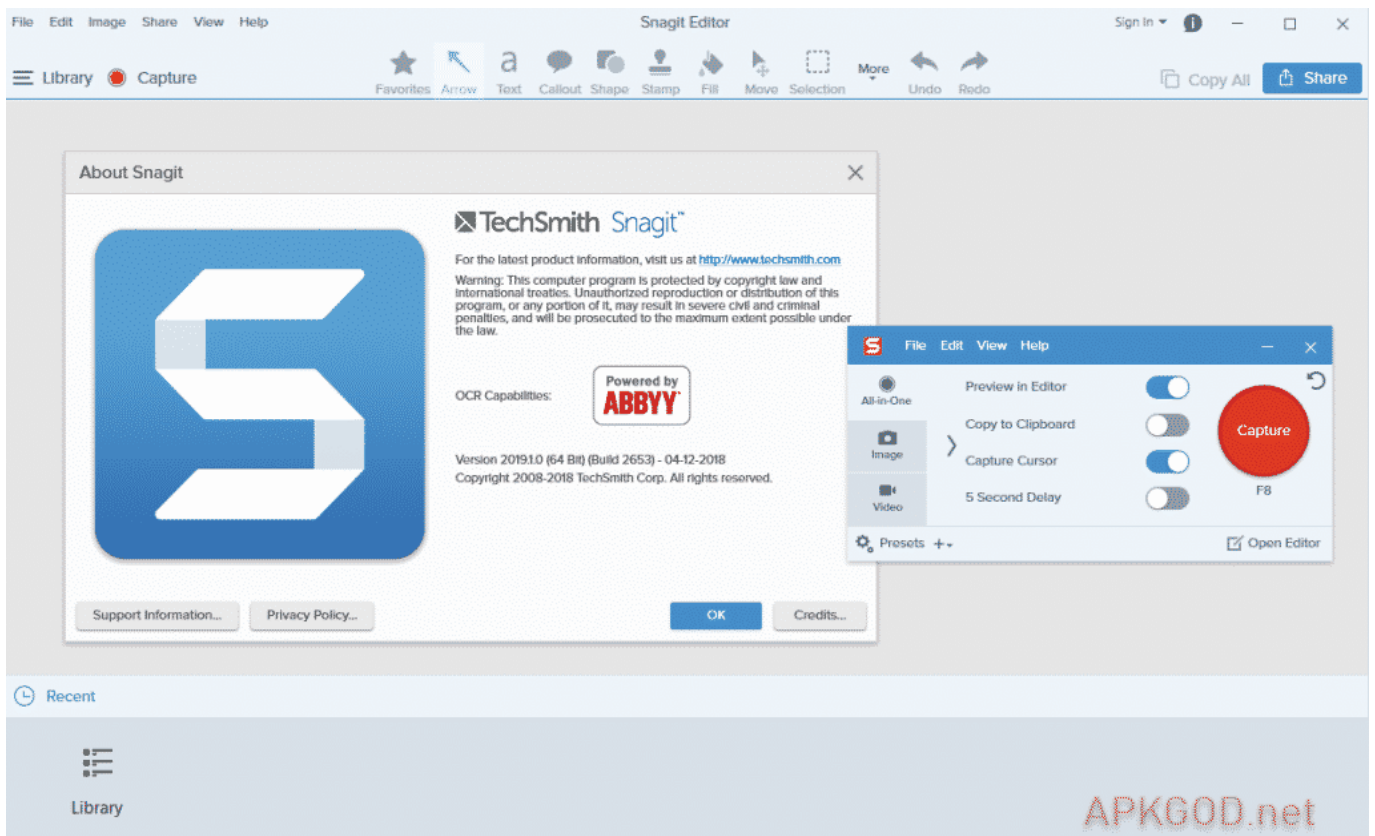 File Edit Image Share View Help
Snagit Editor
Sign In
Library Capture
Favorites Arrow Text Callout Shape Stamp Fill Move Selection More Undo Redo
a
Copy All Share
About Snagit
TechSmith Snagit™
For the latest product information, visit us at http://www.techsmith.com
Warning: This computer program is protected by copyright law and
international treaties. Unauthorized reproduction or distribution of this
program, or any portion of it, may result in severe civil and criminal
penalties, and will be prosecuted to the maximum extent possible under
the law.
OCR Capabilities:
Powered by
ABBYY
Version 2019.1.0 (64 Bit) (Build 2653) - 04-12-2018
Copyright 2008-2018 TechSmith Corp. All rights reserved.
Support Information...
Privacy Policy...
OK
Credits...
S File Edit View Help
All-in-One
Image
Video
Preview in Editor
Copy to Clipboard
Capture Cursor
5 Second Delay
Capture
F8
Presets
Open Editor
Recent
Library
APKGOD.net